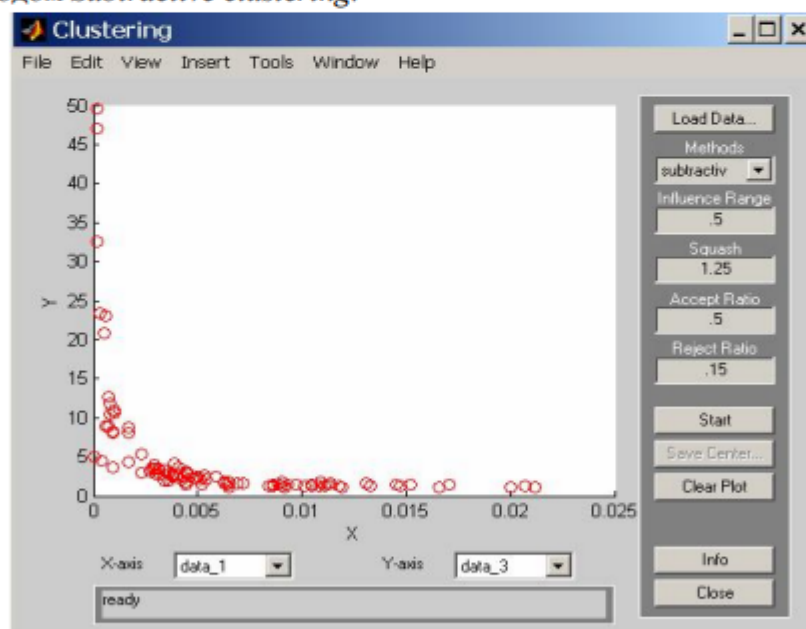 одом subtractive clustering.
Clustering
File Edit View Insert Tools Window Help
50
45
40
35
30
25
20
15
10
5
0
Y
0 0.005 0.01 0.015 0.02 0.025
X
X-axis data_1 Y-axis data_3
ready
Load Data...
Methods
subtractiv
Influence Range
.5
Squash
1.25
Accept Ratio
.5
Reject Ratio
.15
Start
Save Center...
Clear Plot
Info
Close